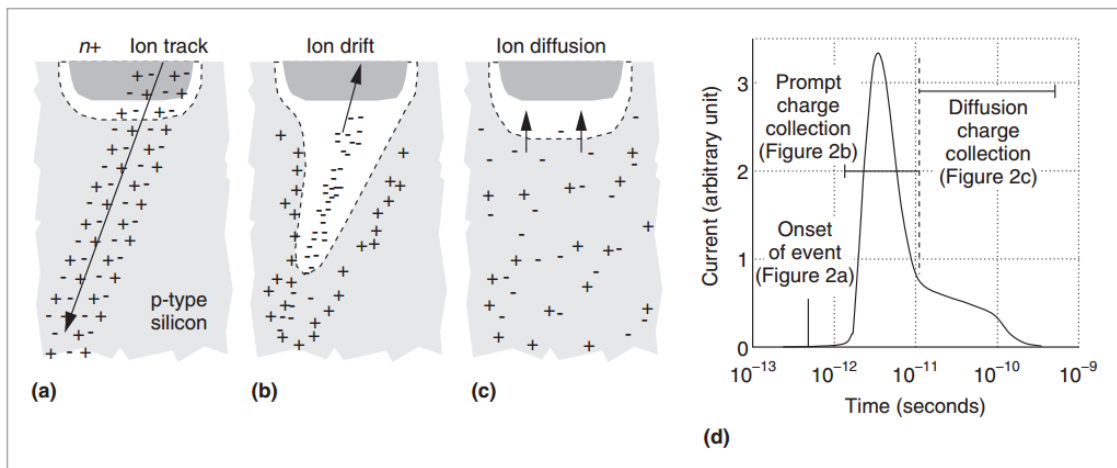 n+ Ion track
Ion drift
Ion diffusion
p-type
silicon
(a)
(b)
(c)
Current (arbitrary unit)
3
2
1
0
Prompt
charge
collection
(Figure 2b)
Onset
of event
(Figure 2a)
Diffusion
charge
collection
(Figure 2c)
10−13 10−12 10−11 10−10 10−9
Time (seconds)
(d)